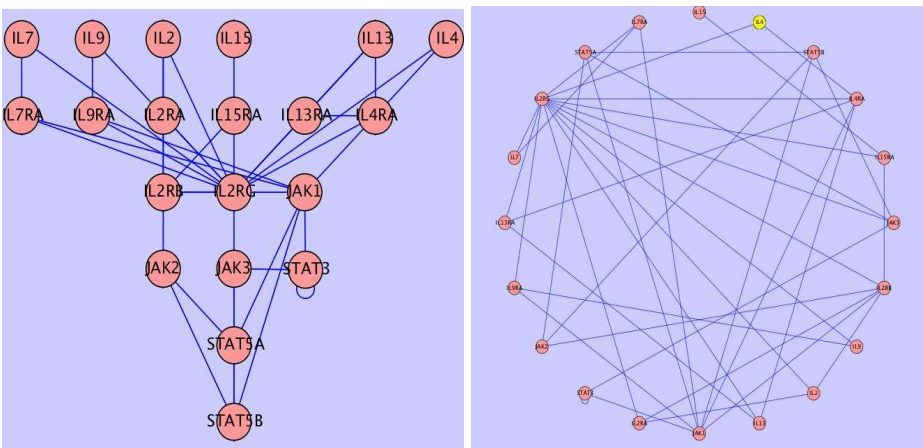 IL7 IL9 IL2 IL15 IL13 IL4
IL7RA IL9RA IL2RA IL15RA IL13RA IL4RA
IL2RB IL2RG JAK1
JAK2 JAK3 STAT3
STAT5A
STAT5B
IL15
IL7RA IL4
STAT5A STAT5B
IL2RG IL4RA
IL7 IL15RA
IL13RA JAK3
IL9RA IL2RB
JAK2 IL9
STAT3 IL2
IL2RA IL13
JAK1